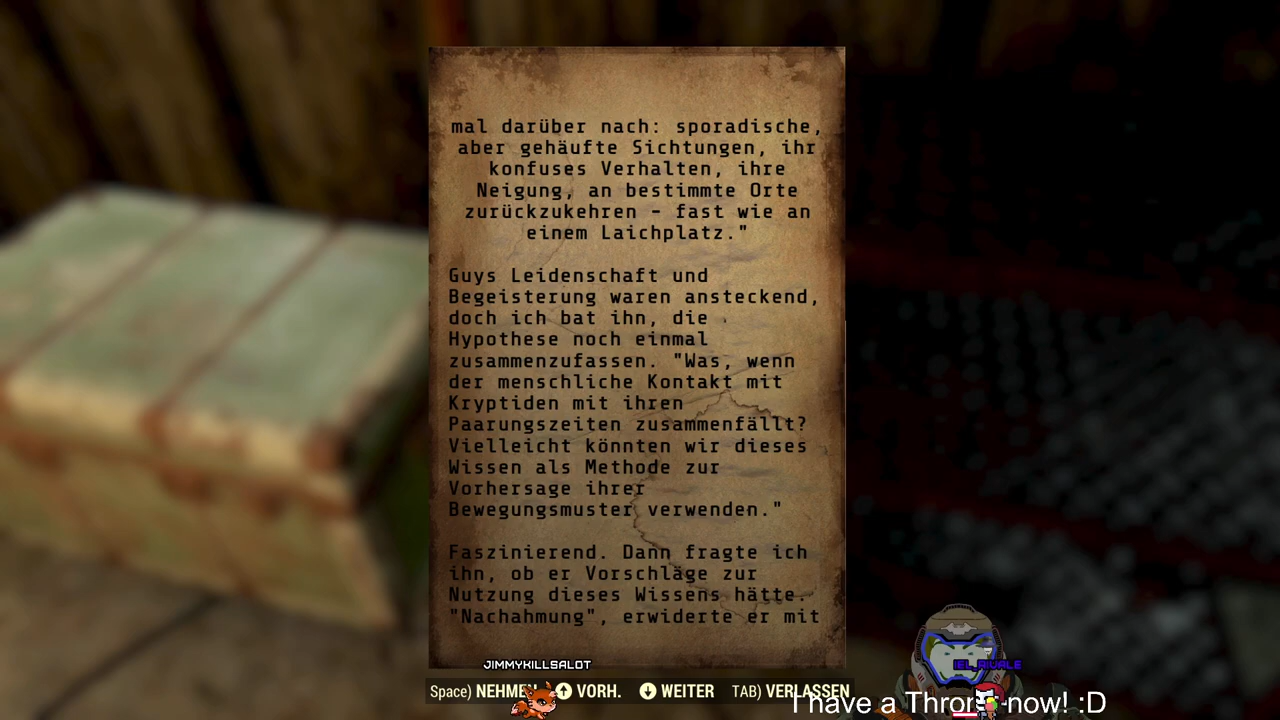 mal darüber nach: sporadische,
aber gehäufte Sichtungen, ihr
konfuses Verhalten, ihre
Neigung, an bestimmte Orte
zurückzukehren – fast wie an
einem Laichplatz."
Guys Leidenschaft und
Begeisterung waren ansteckend,
doch ich bat ihn, die
Hypothese noch einmal
zusammenzufassen. "Was, wenn
der menschliche Kontakt mit
Kryptiden mit ihren
Paarungszeiten zusammenfällt?
Vielleicht könnten wir dieses
Wissen als Methode zur
Vorhersage ihrer
Bewegungsmuster verwenden."
Faszinierend. Dann fragte ich
ihn, ob er Vorschläge zur
Nutzung dieses Wissens hätte.
"Nachahmung", erwiderte er mit
JIMMYKILLSALOT
IEL_RIVALE
Space) NEHMEN VORH. WEITER TAB) VERLASSEN
I have a Throne now! :D